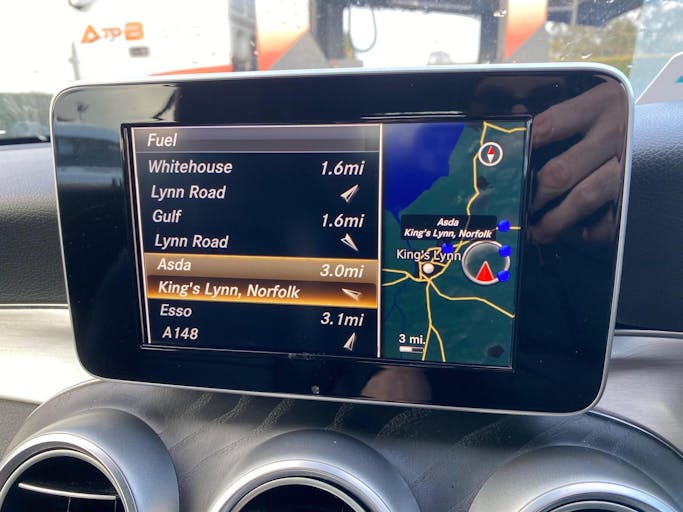 ATP
Fuel
Whitehouse 1.6mi
Lynn Road
Gulf 1.6mi
Lynn Road
Asda 3.0mi
King's Lynn, Norfolk
Esso 3.1mi
A148
Asda
King's Lynn, Norfolk
King's Lynn
3 mi.